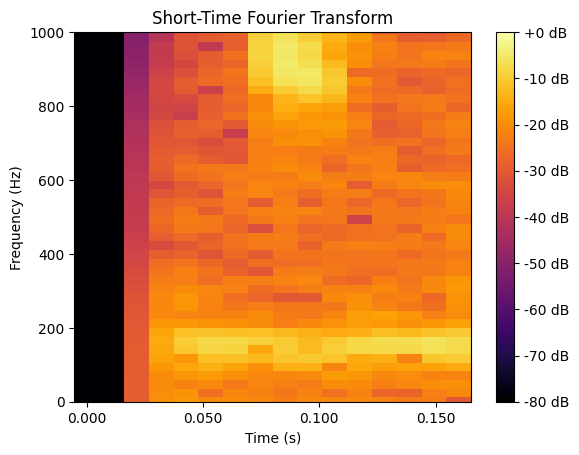 Short-Time Fourier Transform
1000
800
600
400
200
0
Frequency (Hz)
0.000
0.050
0.100
0.150
Time (s)
+0 dB
-10 dB
-20 dB
-30 dB
-40 dB
-50 dB
-60 dB
-70 dB
-80 dB